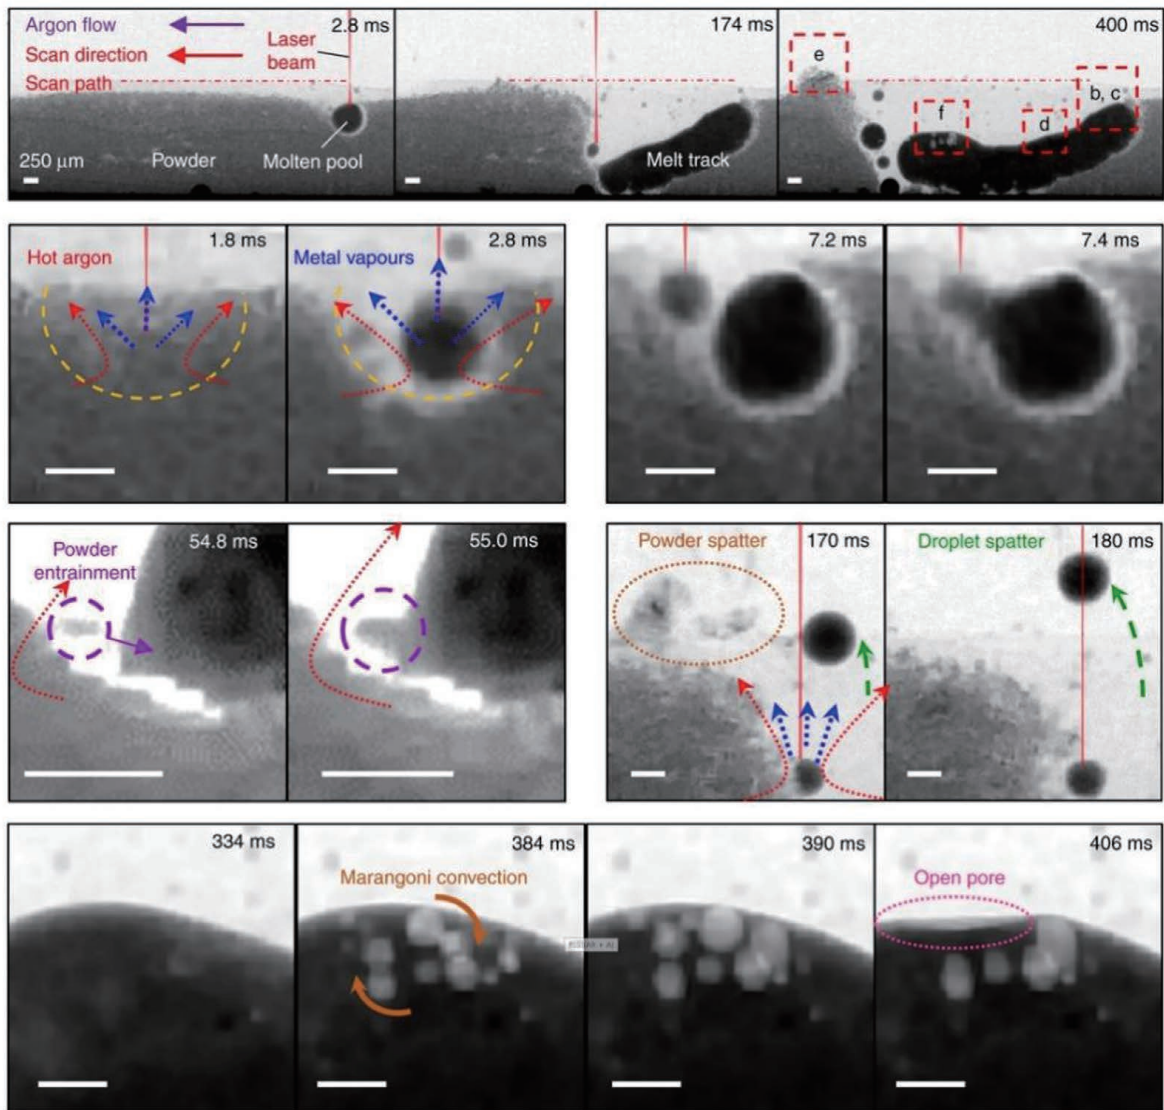 Argon flow
Scan direction
Scan path
Laser
beam
2.8 ms
250 μm
Powder
Molten pool
174 ms
Melt track
400 ms
e
f
d
b, c
Hot argon
1.8 ms
Metal vapours
2.8 ms
7.2 ms
7.4 ms
Powder
entrainment
54.8 ms
55.0 ms
Powder spatter
170 ms
Droplet spatter
180 ms
334 ms
384 ms
Marangoni convection
390 ms
406 ms
Open pore